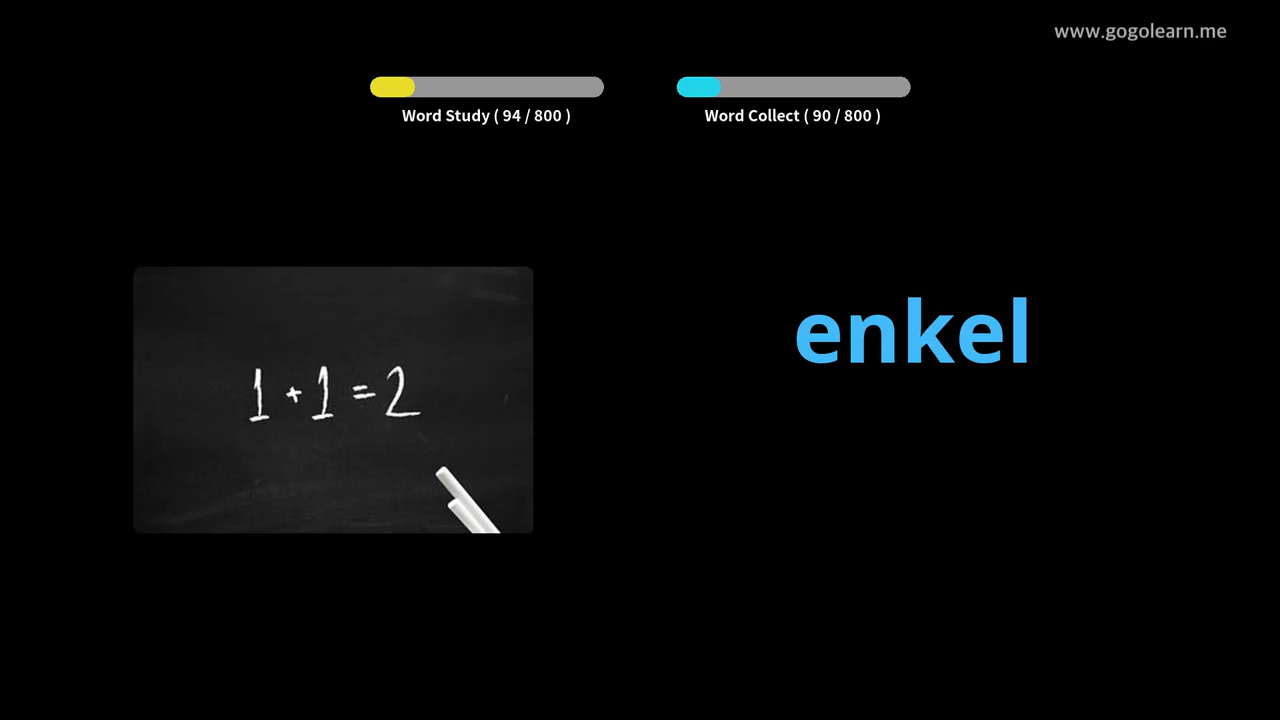 www.gogolearn.me
Word Study ( 94 / 800 )
Word Collect ( 90 / 800 )
enkel
1 + 1 = 2